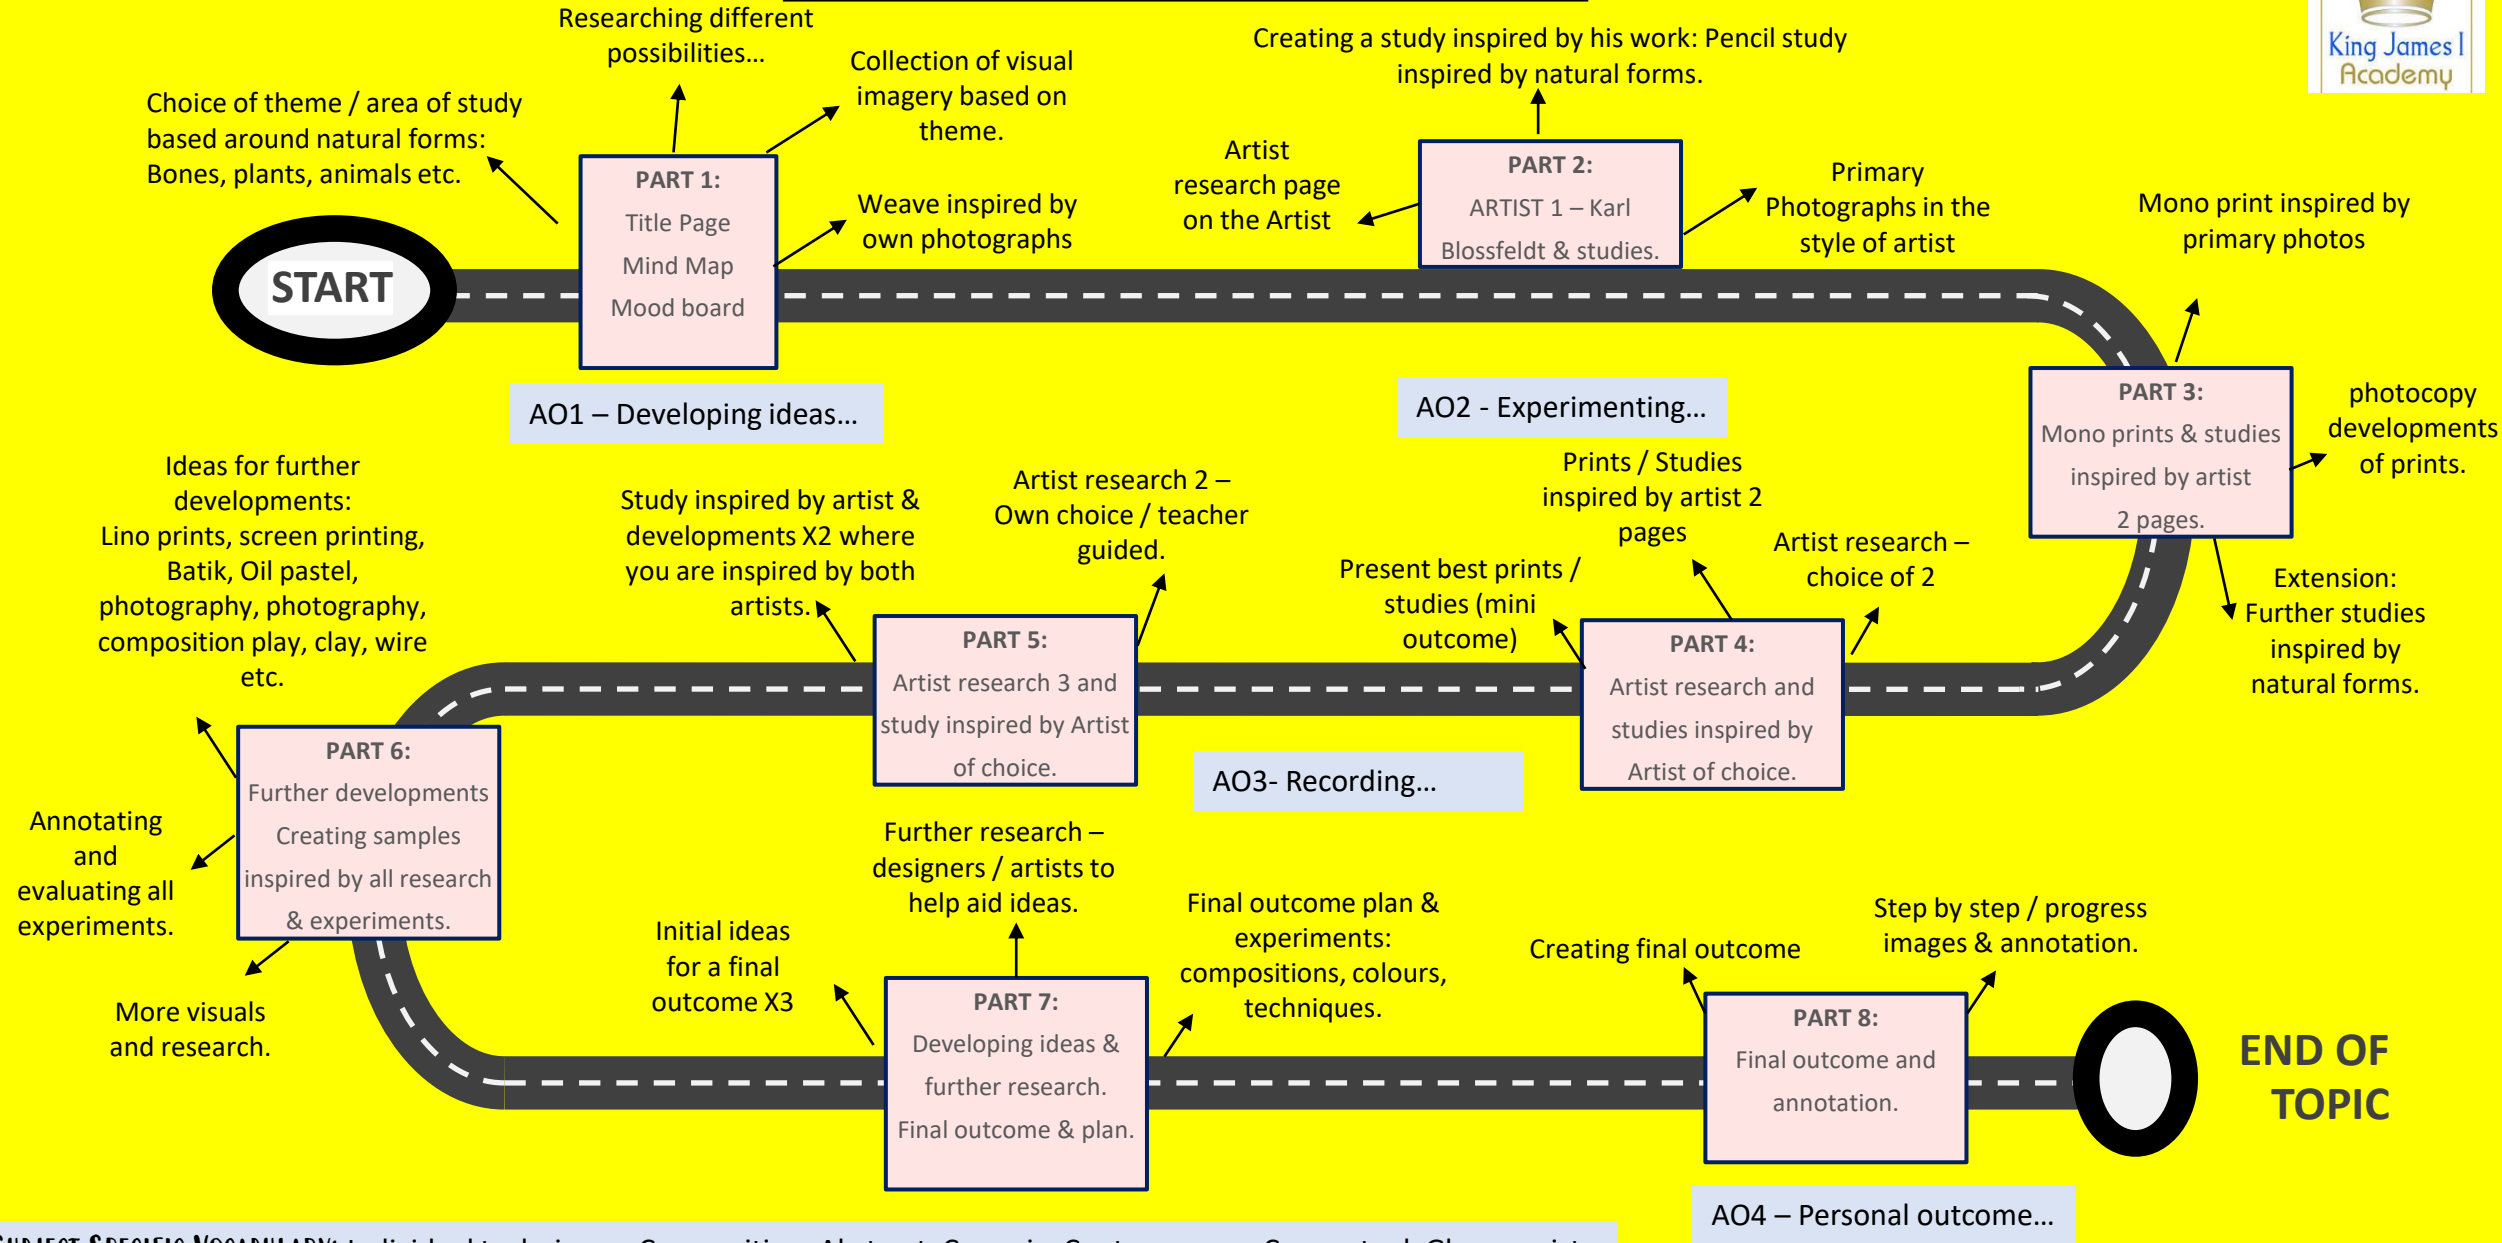 Researching different
possibilities...
Collection of visual
imagery based on
theme.
Choice of theme / area of study
based around natural forms:
Bones, plants, animals etc.
Weave inspired by
own photographs
PART 1:
Title Page
Mind Map
Mood board
START
AO1 – Developing ideas...
Creating a study inspired by his work: Pencil study
inspired by natural forms.
Artist
research page
on the Artist
PART 2:
ARTIST 1 – Karl
Blossfeldt & studies.
Primary
Photographs in the
style of artist
AO2 - Experimenting...
King James I
Academy
Mono print inspired by
primary photos
PART 3:
Mono prints & studies
inspired by artist
2 pages.
photocopy
developments
of prints.
Extension:
Further studies
inspired by
natural forms.
Prints / Studies
inspired by artist 2
pages
Artist research –
choice of 2
Present best prints /
studies (mini
outcome)
PART 4:
Artist research and
studies inspired by
Artist of choice.
AO3- Recording...
Artist research 2 –
Own choice / teacher
guided.
Study inspired by artist &
developments X2 where
you are inspired by both
artists.
PART 5:
Artist research 3 and
study inspired by Artist
of choice.
Ideas for further
developments:
Lino prints, screen printing,
Batik, Oil pastel,
photography, photography,
composition play, clay, wire
etc.
PART 6:
Further developments
Creating samples
inspired by all research
& experiments.
Annotating
and
evaluating all
experiments.
More visuals
and research.
Initial ideas
for a final
outcome X3
Further research –
designers / artists to
help aid ideas.
Final outcome plan &
experiments:
compositions, colours,
techniques.
PART 7:
Developing ideas &
further research.
Final outcome & plan.
Creating final outcome
Step by step / progress
images & annotation.
PART 8:
Final outcome and
annotation.
END OF
TOPIC
AO4 – Personal outcome...